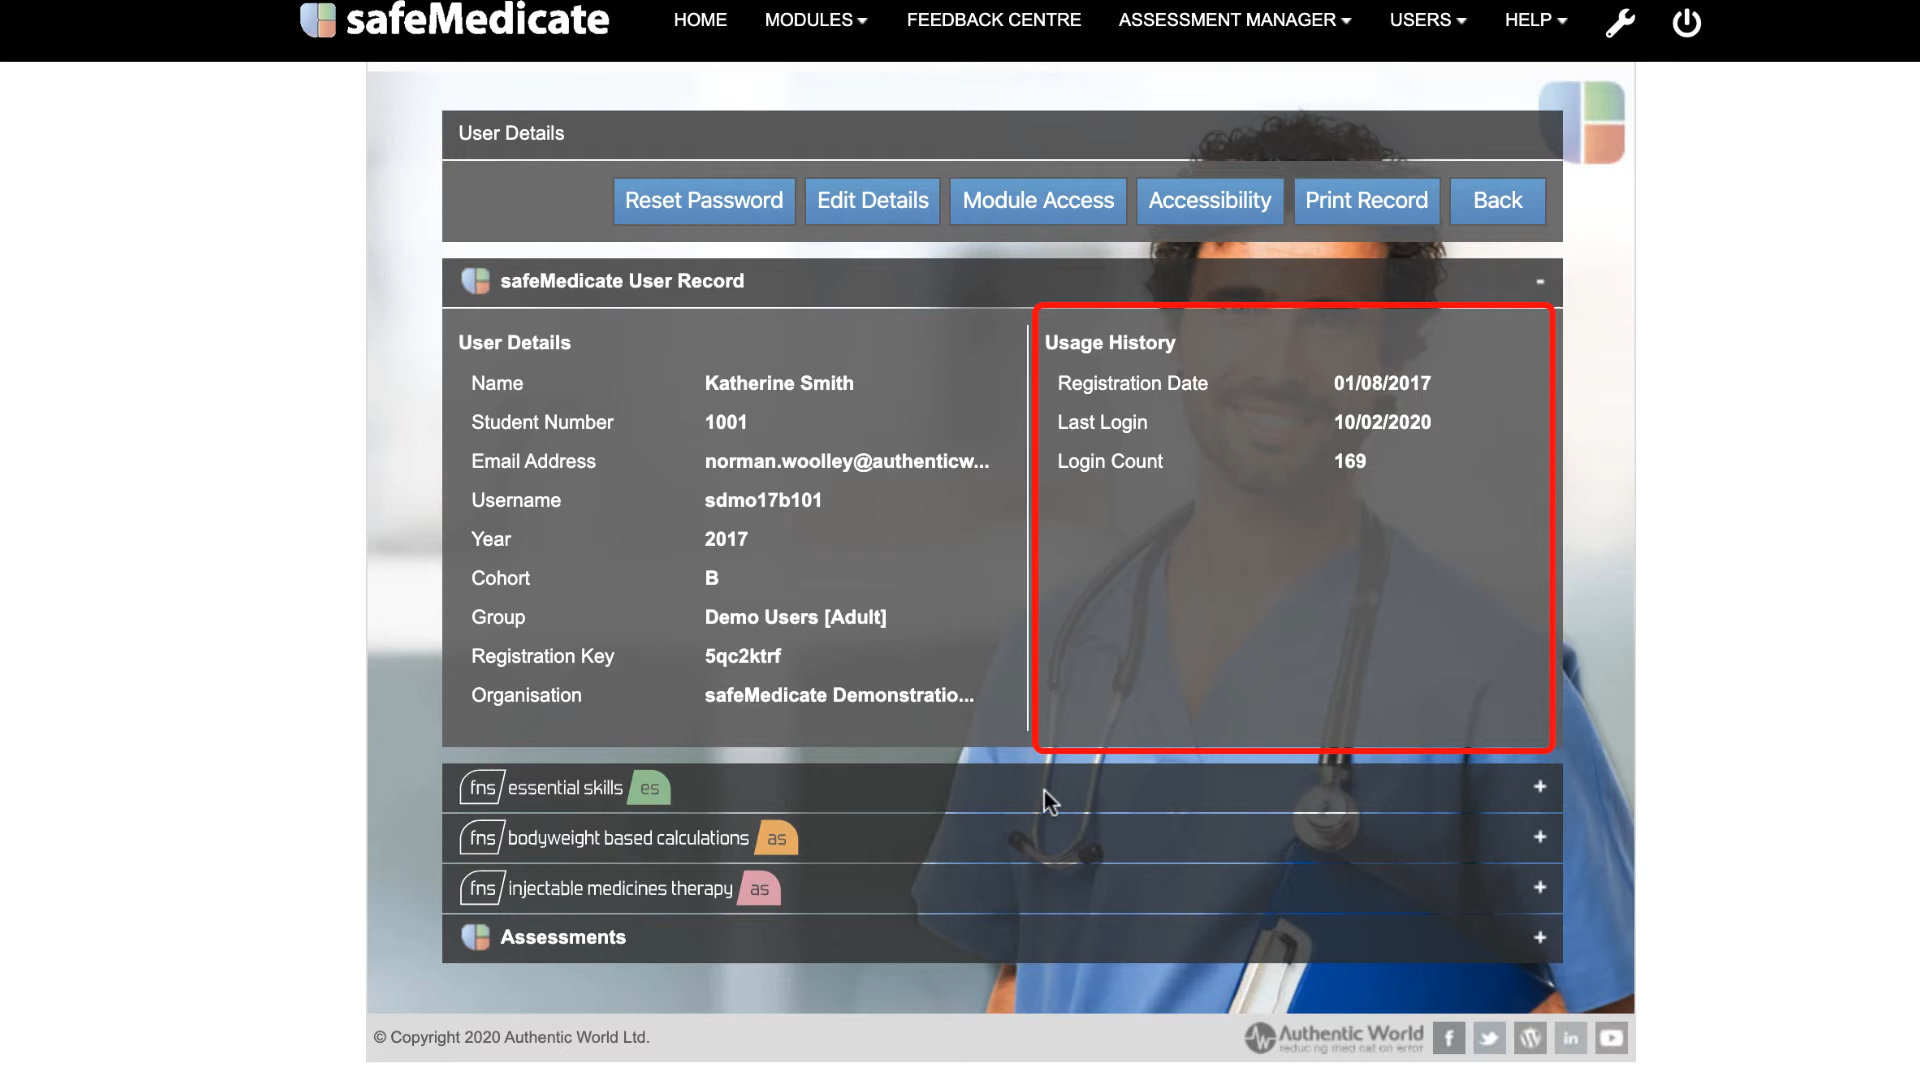 safeMedicate HOME MODULES FEEDBACK CENTRE ASSESSMENT MANAGER USERS HELP
User Details
Reset Password Edit Details Module Access Accessibility Print Record Back
safeMedicate User Record -
User Details
Name Katherine Smith
Student Number 1001
Email Address norman.woolley@authenticw...
Username sdmo17b101
Year 2017
Cohort B
Group Demo Users [Adult]
Registration Key 5qc2ktrf
Organisation safeMedicate Demonstratio...
Usage History
Registration Date 01/08/2017
Last Login 10/02/2020
Login Count 169
fns essential skills es +
fns bodyweight based calculations as +
fns injectable medicines therapy as +
Assessments +
© Copyright 2020 Authentic World Ltd.
Authentic World
reducing medication error